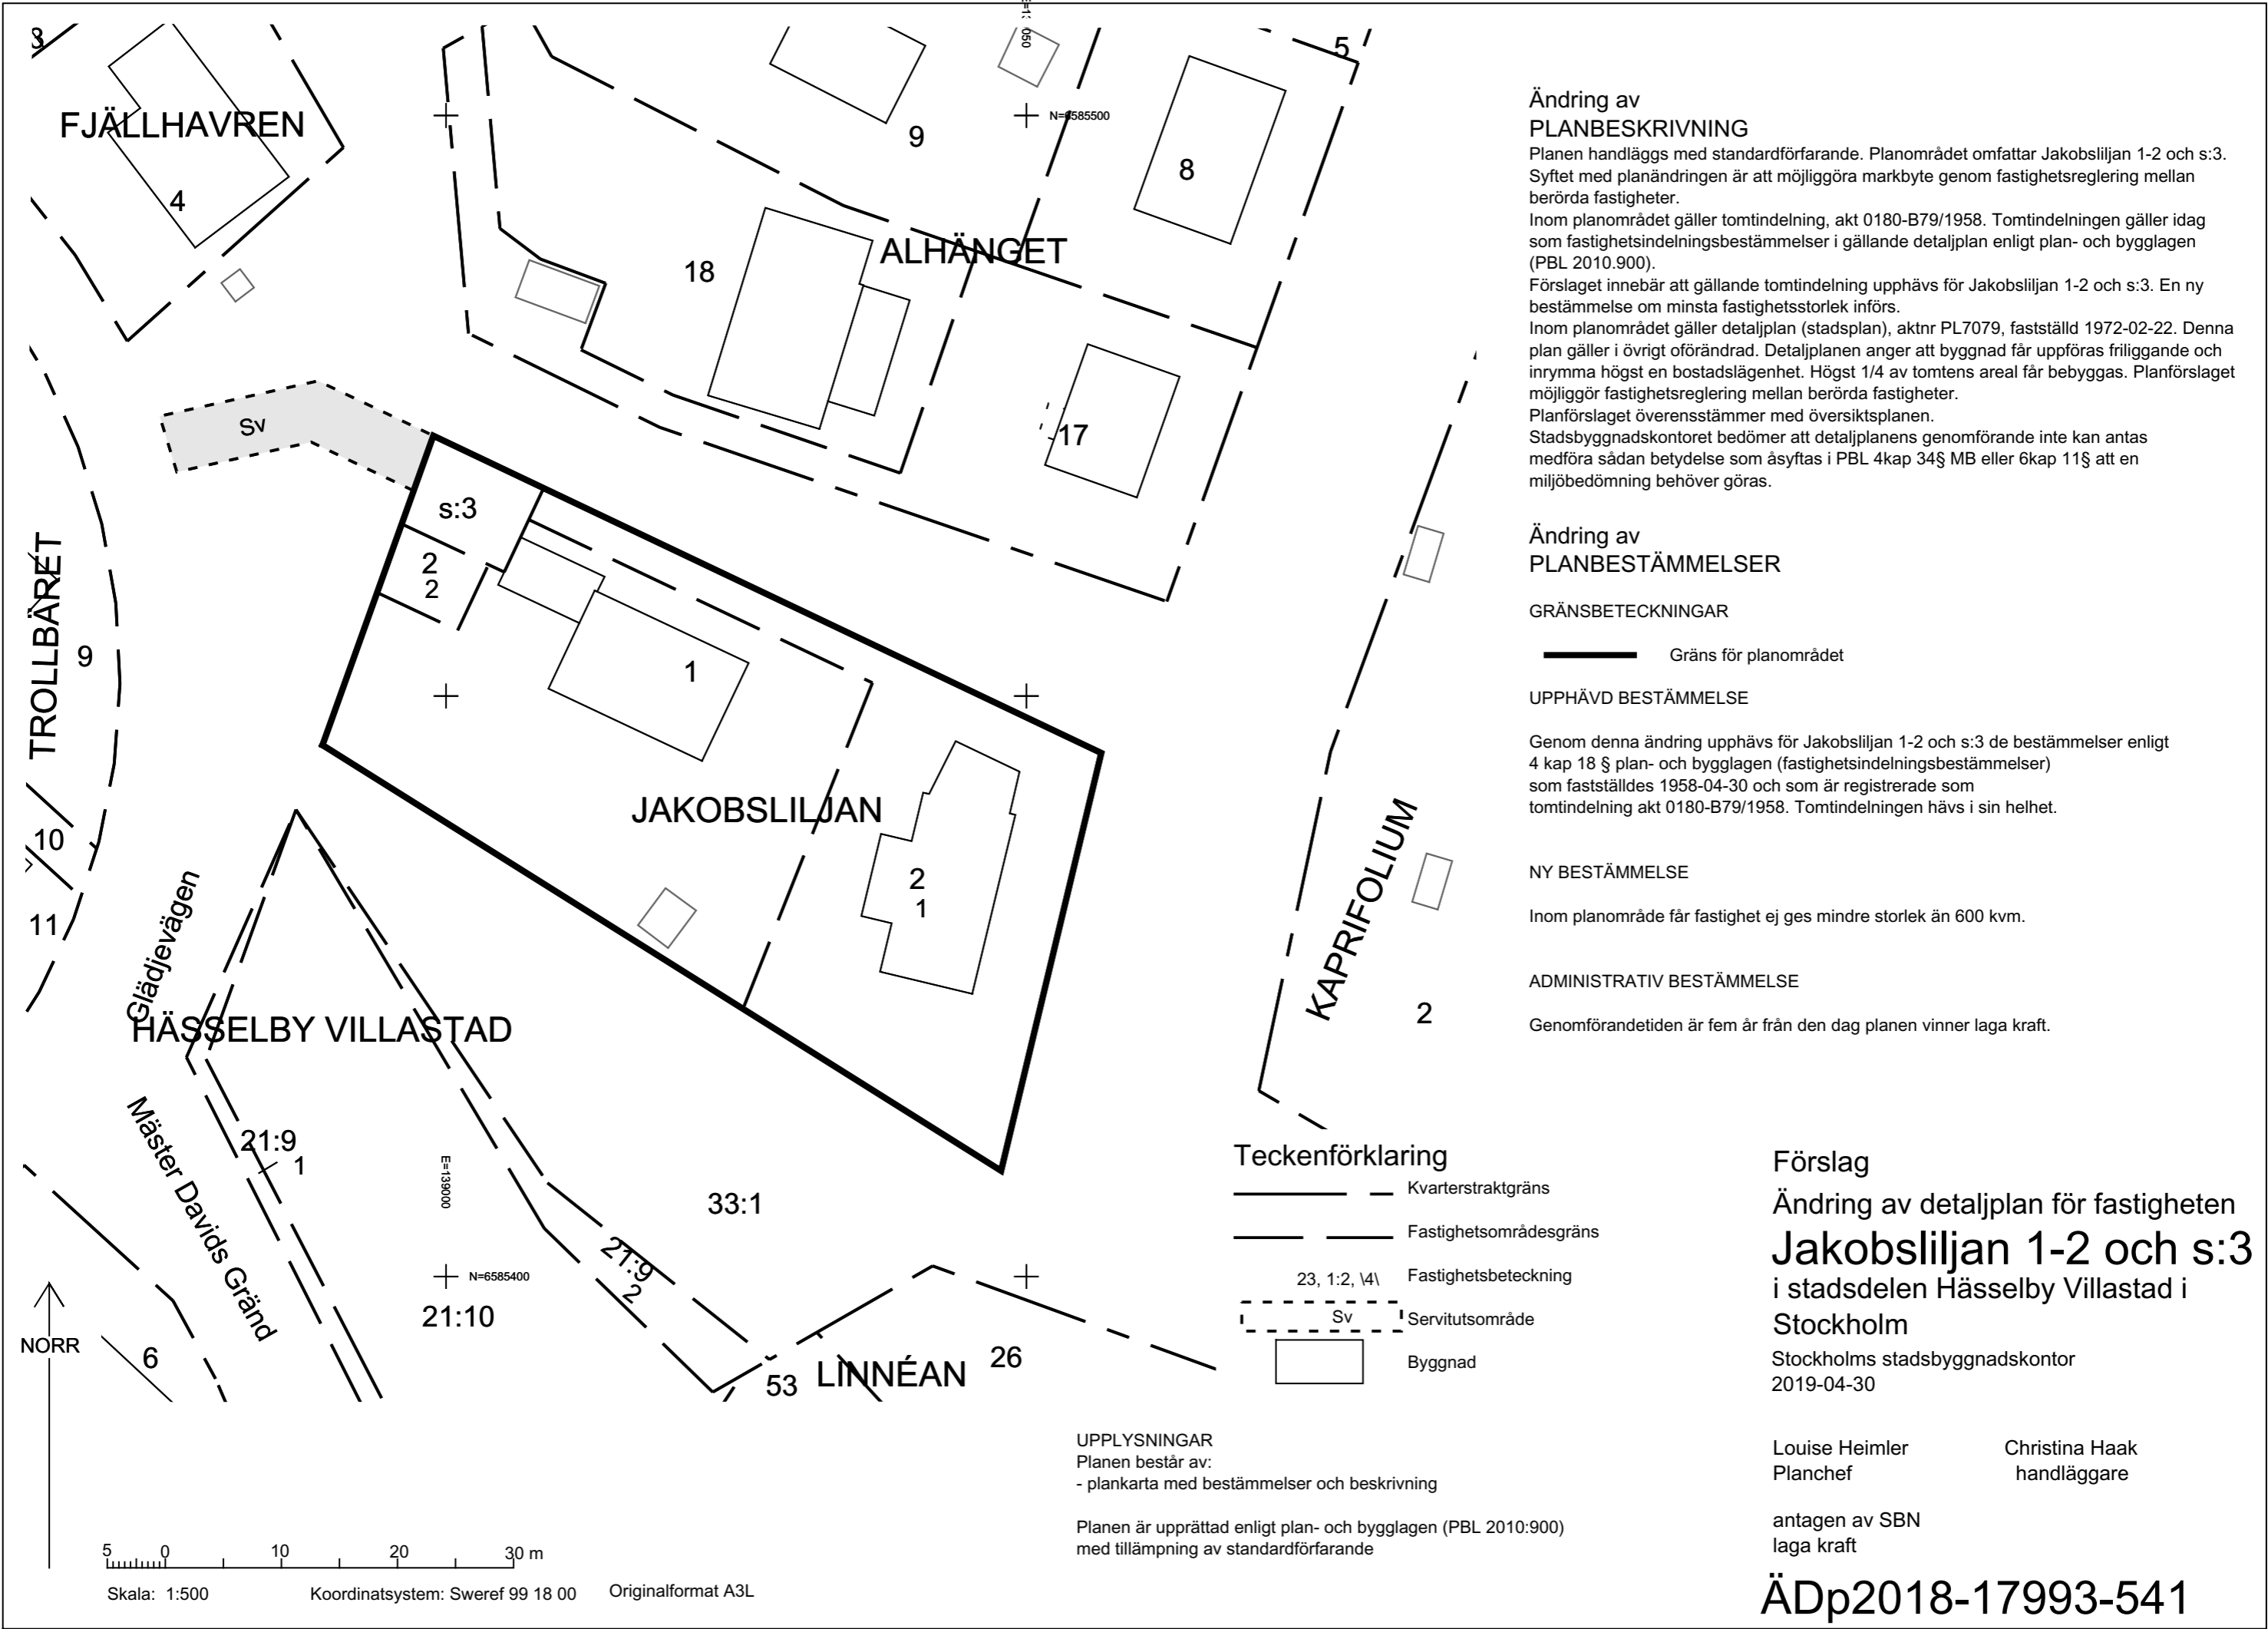 3
FJÄLLHAVREN
4
E=13 050
N=6585500
9
5
8
ALHÄNGET
18
17
Sv
s:3
2
2
1
TROLLBÄRET
9
10
11
JAKOBSLILJAN
2
1
KAPRIFOLIUM
2
Glädjevägen
HÄSSELBY VILLASTAD
Mäster Davids Gränd
21:9
1
E=139000
N=6585400
21:10
33:1
21:9
2
6
53
LINNÉAN
26
NORR
5 0 10 20 30 m
Skala: 1:500 Koordinatsystem: Sweref 99 18 00 Originalformat A3L
Ändring av
PLANBESKRIVNING
Planen handläggs med standardförfarande. Planområdet omfattar Jakobsliljan 1-2 och s:3.
Syftet med planändringen är att möjliggöra markbyte genom fastighetsreglering mellan
berörda fastigheter.
Inom planområdet gäller tomtindelning, akt 0180-B79/1958. Tomtindelningen gäller idag
som fastighetsindelningsbestämmelser i gällande detaljplan enligt plan- och bygglagen
(PBL 2010.900).
Förslaget innebär att gällande tomtindelning upphävs för Jakobsliljan 1-2 och s:3. En ny
bestämmelse om minsta fastighetsstorlek införs.
Inom planområdet gäller detaljplan (stadsplan), aktnr PL7079, fastställd 1972-02-22. Denna
plan gäller i övrigt oförändrad. Detaljplanen anger att byggnad får uppföras friliggande och
inrymma högst en bostadslägenhet. Högst 1/4 av tomtens areal får bebyggas. Planförslaget
möjliggör fastighetsreglering mellan berörda fastigheter.
Planförslaget överensstämmer med översiktsplanen.
Stadsbyggnadskontoret bedömer att detaljplanens genomförande inte kan antas
medföra sådan betydelse som åsyftas i PBL 4kap 34§ MB eller 6kap 11§ att en
miljöbedömning behöver göras.
Ändring av
PLANBESTÄMMELSER
GRÄNSBETECKNINGAR
Gräns för planområdet
UPPHÄVD BESTÄMMELSE
Genom denna ändring upphävs för Jakobsliljan 1-2 och s:3 de bestämmelser enligt
4 kap 18 § plan- och bygglagen (fastighetsindelningsbestämmelser)
som fastställdes 1958-04-30 och som är registrerade som
tomtindelning akt 0180-B79/1958. Tomtindelningen hävs i sin helhet.
NY BESTÄMMELSE
Inom planområde får fastighet ej ges mindre storlek än 600 kvm.
ADMINISTRATIV BESTÄMMELSE
Genomförandetiden är fem år från den dag planen vinner laga kraft.
Teckenförklaring
Kvarterstraktgräns
Fastighetsområdesgräns
23, 1:2, \4\ Fastighetsbeteckning
Sv Servitutsområde
Byggnad
UPPLYSNINGAR
Planen består av:
- plankarta med bestämmelser och beskrivning
Planen är upprättad enligt plan- och bygglagen (PBL 2010:900)
med tillämpning av standardförfarande
Förslag
Ändring av detaljplan för fastigheten
Jakobsliljan 1-2 och s:3
i stadsdelen Hässelby Villastad i
Stockholm
Stockholms stadsbyggnadskontor
2019-04-30
Louise Heimler Christina Haak
Planchef handläggare
antagen av SBN
laga kraft
ÄDp2018-17993-541